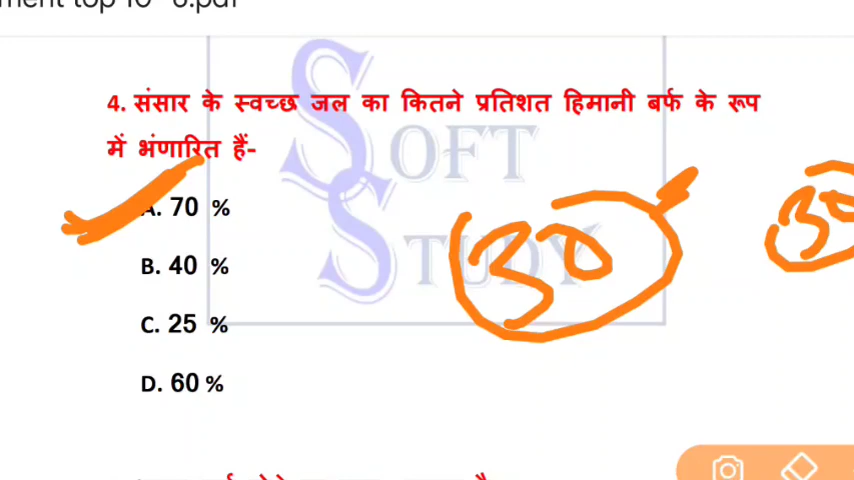 ment top 10 6.pdf
4. संसार के स्वच्छ जल का कितने प्रतिशत हिमानी बर्फ के रूप
में भंणारित हैं-
SOFT
STUDY
A. 70 %
30
30
B. 40 %
C. 25 %
D. 60 %